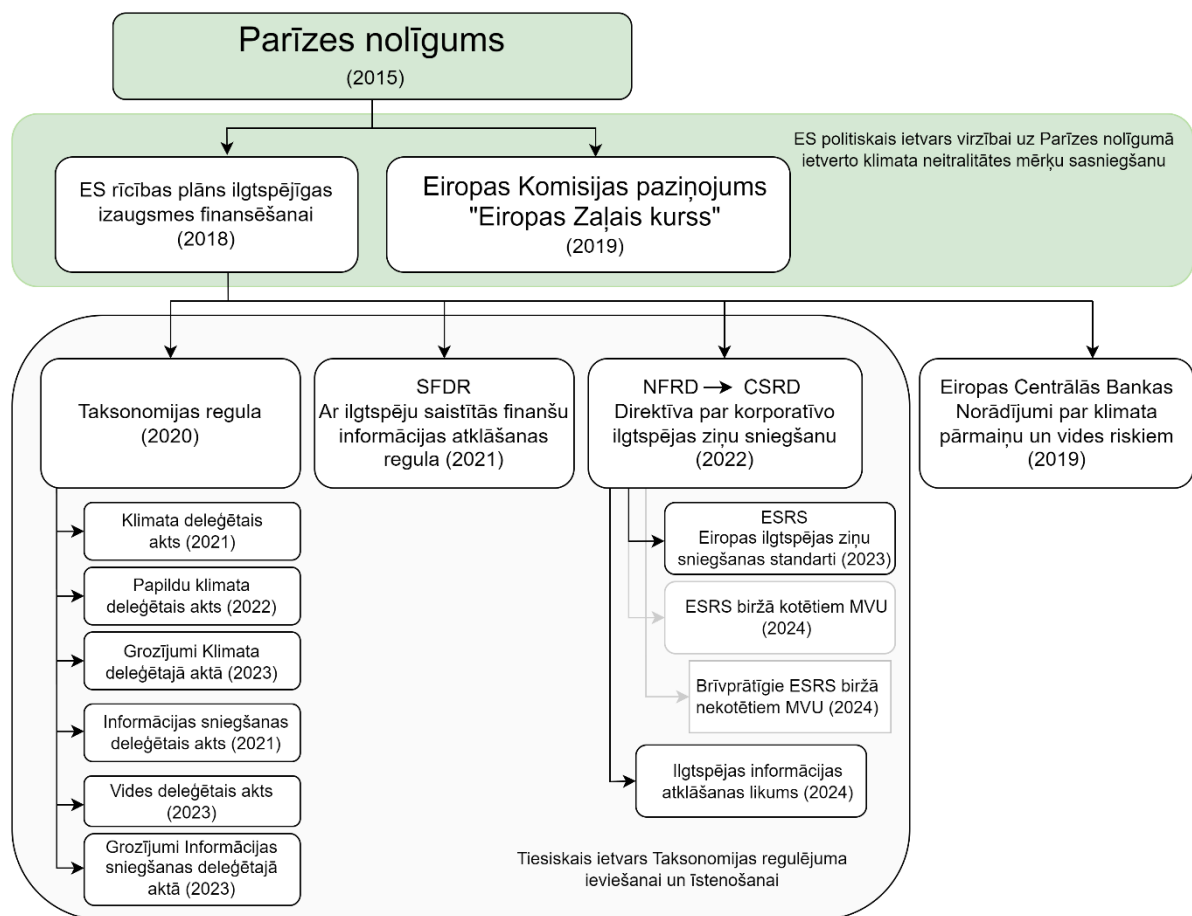 Parīzes nolīgums
(2015)
ES politiskais ietvars virzībai uz Parīzes nolīgumā
ietverto klimata neitralitātes mērķu sasniegšanu
ES rīcības plāns ilgtspējīgas
izaugsmes finansēšanai
(2018)
Eiropas Komisijas paziņojums
"Eiropas Zaļais kurss"
(2019)
Taksonomijas regula
(2020)
SFDR
Ar ilgtspēju saistītās finanšu
informācijas atklāšanas
regula (2021)
NFRD → CSRD
Direktīva par korporatīvo
ilgtspējas ziņu sniegšanu
(2022)
Eiropas Centrālās Bankas
Norādījumi par klimata
pārmaiņu un vides riskiem
(2019)
Klimata deleģētais
akts (2021)
Papildu klimata
deleģētais akts (2022)
Grozījumi Klimata
deleģētajā aktā (2023)
Informācijas sniegšanas
deleģētais akts (2021)
Vides deleģētais akts
(2023)
Grozījumi Informācijas
sniegšanas deleģētajā
aktā (2023)
ESRS
Eiropas ilgtspējas ziņu
sniegšanas standarti (2023)
ESRS biržā kotētiem MVU
(2024)
Brīvprātīgie ESRS biržā
nekotētiem MVU (2024)
Ilgtspējas informācijas
atklāšanas likums (2024)
Tiesiskais ietvars Taksonomijas regulējuma
ieviešanai un īstenošanai